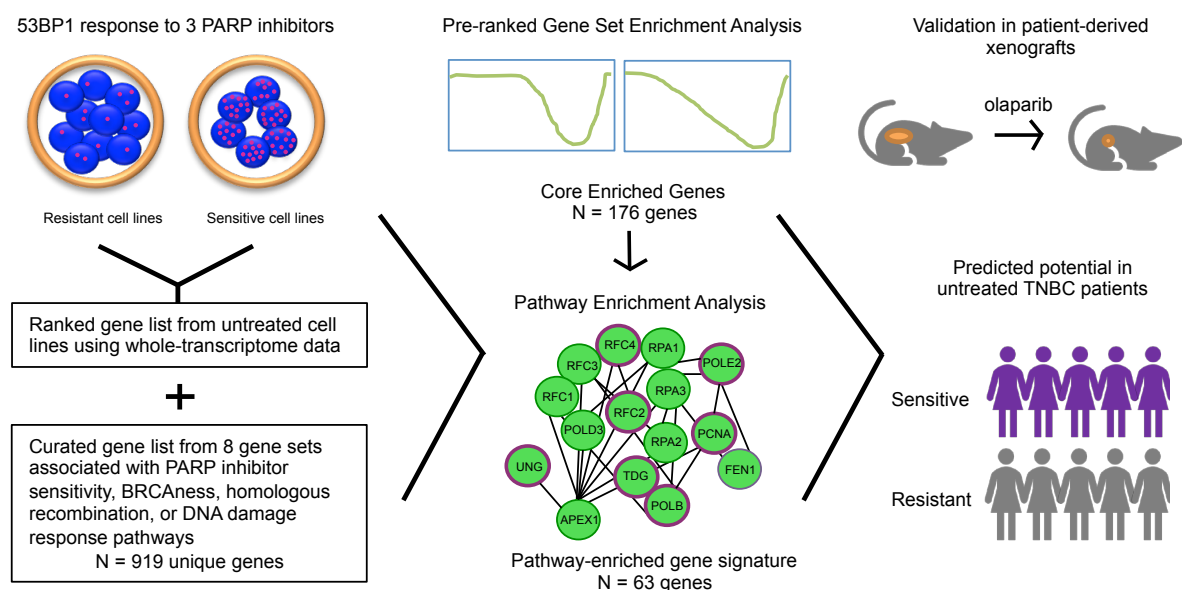 53BP1 response to 3 PARP inhibitors
Resistant cell lines
Sensitive cell lines
Ranked gene list from untreated cell
lines using whole-transcriptome data
+
Curated gene list from 8 gene sets
associated with PARP inhibitor
sensitivity, BRCAness, homologous
recombination, or DNA damage
response pathways
N = 919 unique genes
Pre-ranked Gene Set Enrichment Analysis
Core Enriched Genes
N = 176 genes
Pathway Enrichment Analysis
RFC4
RPA1
RFC3
POLE2
RFC1
RPA3
RFC2
POLD3
RPA2
PCNA
UNG
TDG
FEN1
POLB
APEX1
Pathway-enriched gene signature
N = 63 genes
Validation in patient-derived
xenografts
olaparib
Predicted potential in
untreated TNBC patients
Sensitive
Resistant